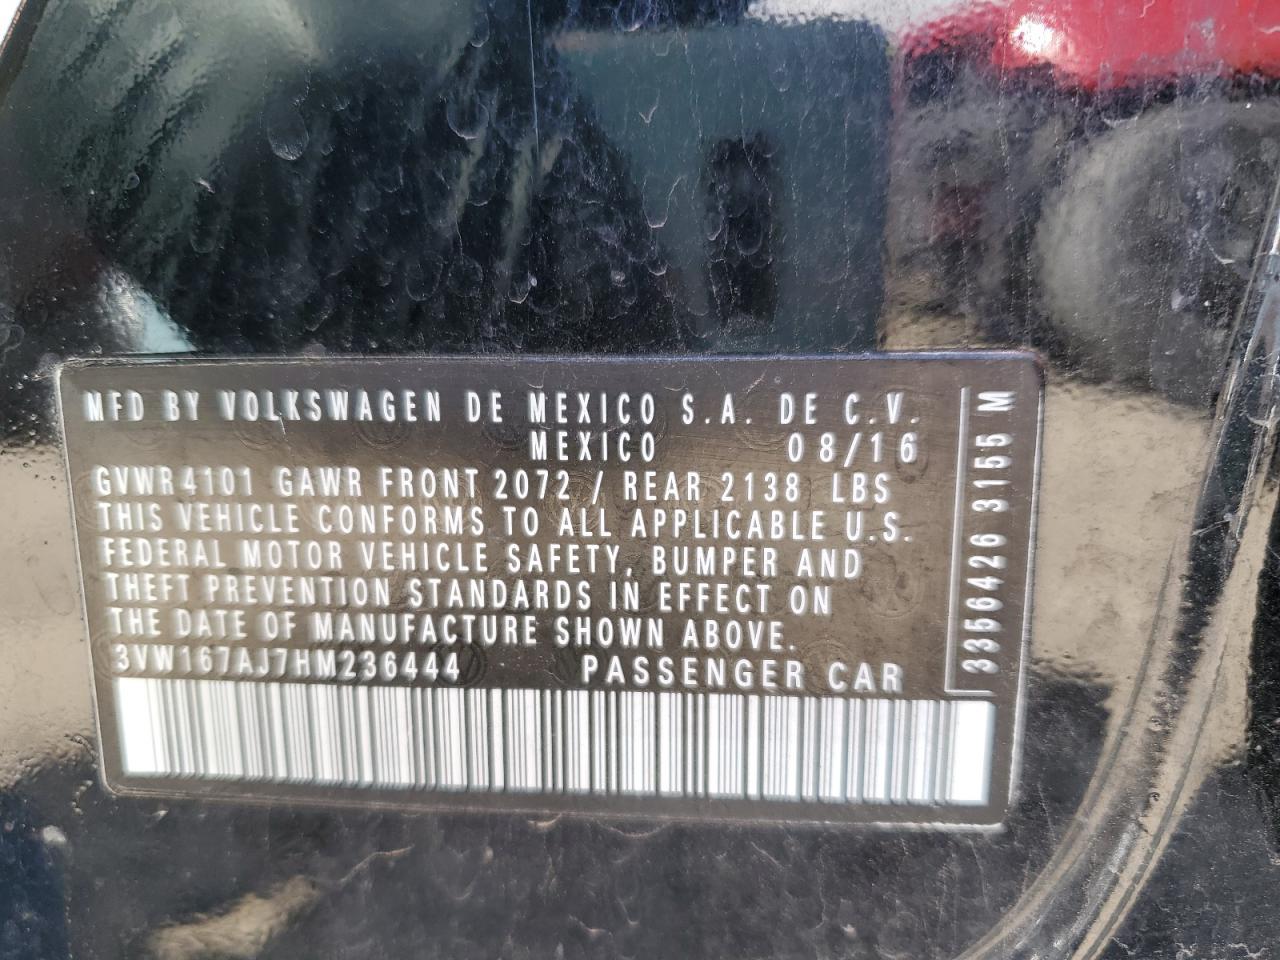 MFD BY VOLKSWAGEN DE MEXICO S.A. DE C.V.
MEXICO 08/16
GVWR 4101 GAWR FRONT 2072 / REAR 2138 LBS
THIS VEHICLE CONFORMS TO ALL APPLICABLE U.S.
FEDERAL MOTOR VEHICLE SAFETY, BUMPER AND
THEFT PREVENTION STANDARDS IN EFFECT ON
THE DATE OF MANUFACTURE SHOWN ABOVE.
3VW167AJ7HM236444 PASSENGER CAR
3356426 3155 M